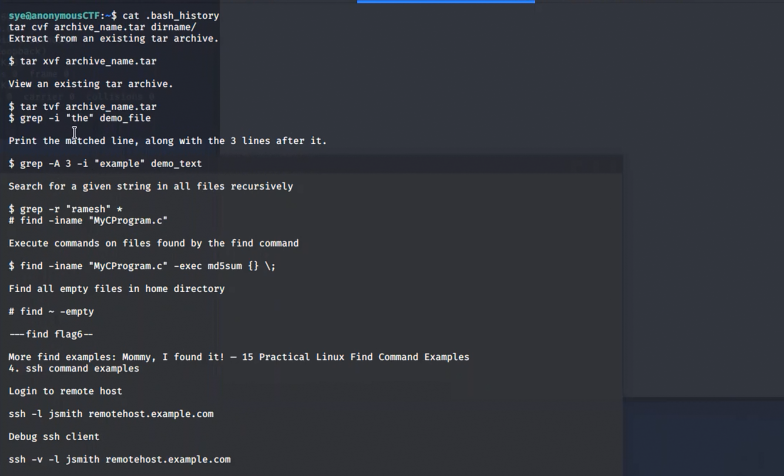 sye@anonymousCTF:~$ cat .bash_history
tar cvf archive_name.tar dirname/
Extract from an existing tar archive.
$ tar xvf archive_name.tar
View an existing tar archive.
$ tar tvf archive_name.tar
$ grep -i "the" demo_file
Print the matched line, along with the 3 lines after it.
$ grep -A 3 -i "example" demo_text
Search for a given string in all files recursively
$ grep -r "ramesh" *
# find -iname "MyCProgram.c"
Execute commands on files found by the find command
$ find -iname "MyCProgram.c" -exec md5sum {} \;
Find all empty files in home directory
# find ~ -empty
---find flag6--
More find examples: Mommy, I found it! — 15 Practical Linux Find Command Examples
4. ssh command examples
Login to remote host
ssh -l jsmith remotehost.example.com
Debug ssh client
ssh -v -l jsmith remotehost.example.com